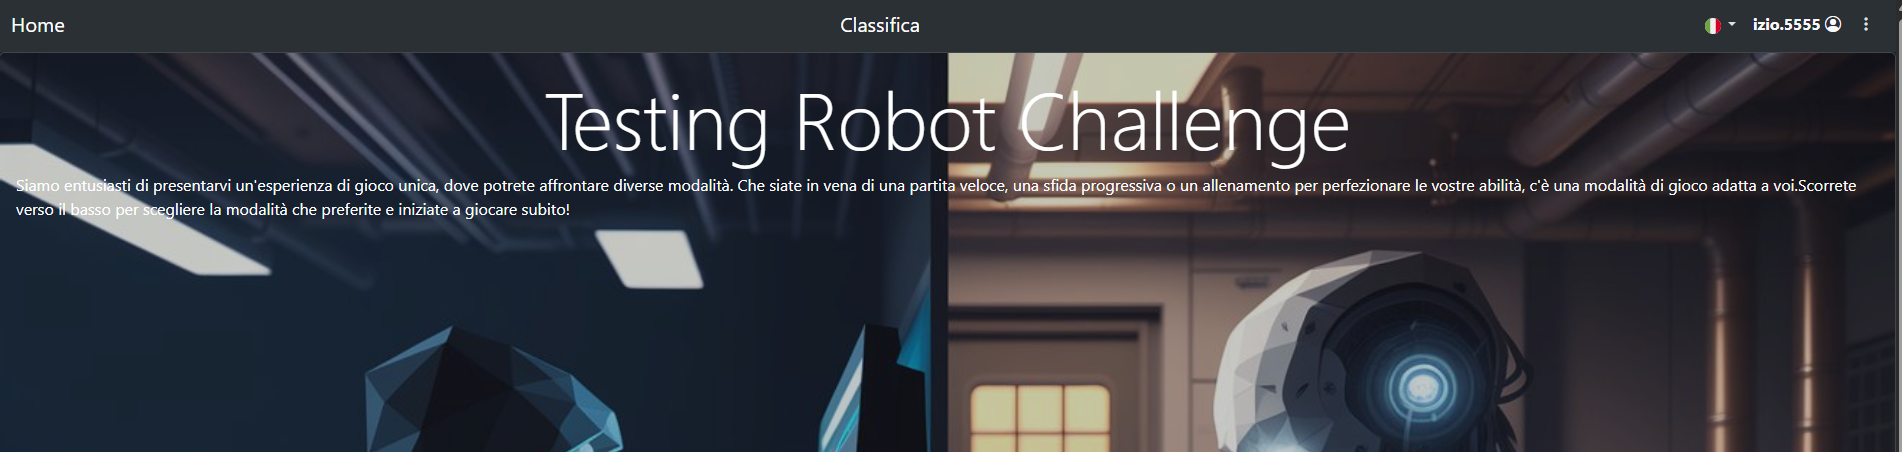 Home
Classifica
izio.5555
Testing Robot Challenge
Siamo entusiasti di presentarvi un'esperienza di gioco unica, dove potrete affrontare diverse modalità. Che siate in vena di una partita veloce, una sfida progressiva o un allenamento per perfezionare le vostre abilità, c'è una modalità di gioco adatta a voi.Scorrete
verso il basso per scegliere la modalità che preferite e iniziate a giocare subito!